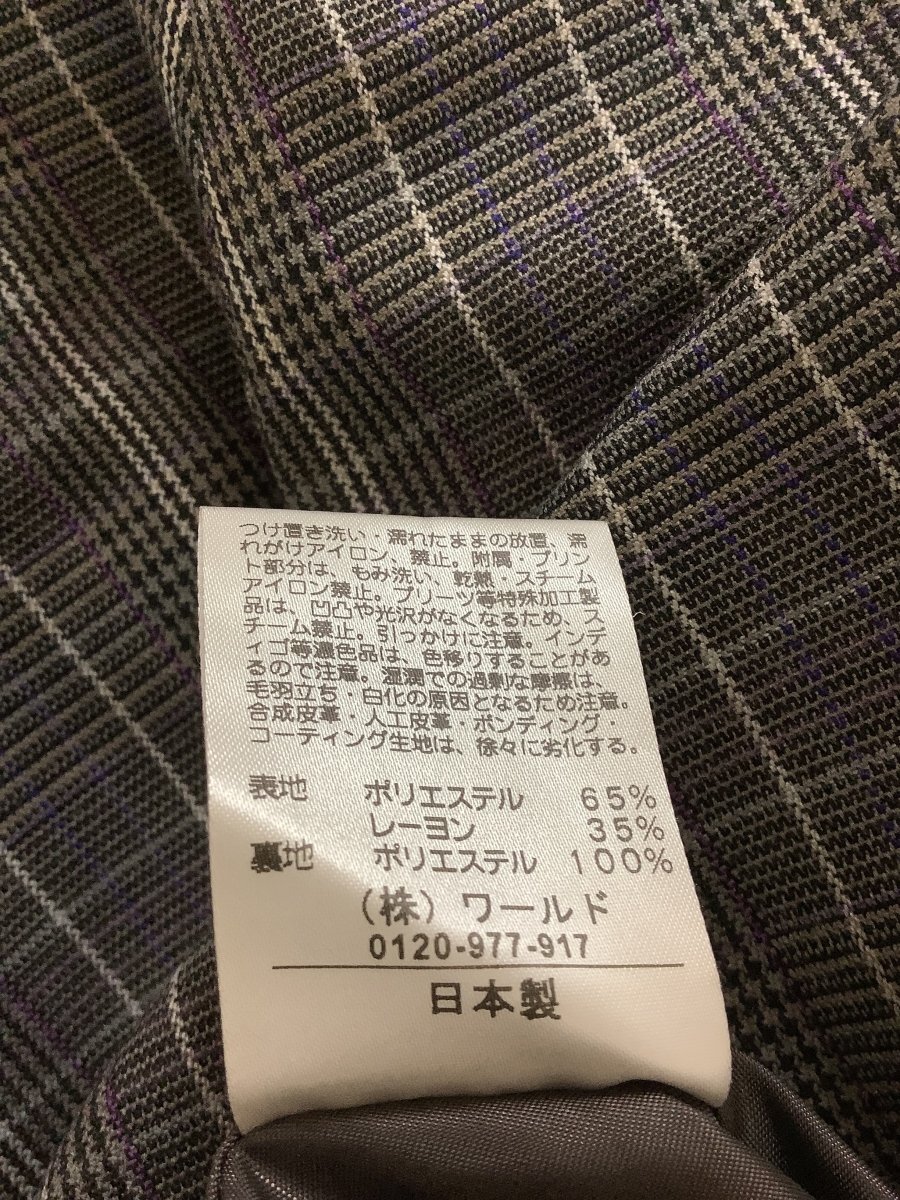 つけ置き洗い・濡れたままの放置、濡
れがけアイロン、禁止。附属・プリン
ト部分は、もみ洗い、乾熱・スチーム
アイロン禁止。プリーツ等特殊加工製
品は、凹凸や光沢がなくなるため、ス
チーム禁止。引っかけに注意。インデ
ィゴ等濃色品は、色移りすることがあ
るので注意。湿潤での過剰な摩擦は、
毛羽立ち・白化の原因となるため注意。
合成皮革・人工皮革・ボンディング・
コーティング生地は、徐々に劣化する。
表地 ポリエステル 65%
レーヨン 35%
裏地 ポリエステル 100%
(株)ワールド
0120-977-917
日本製